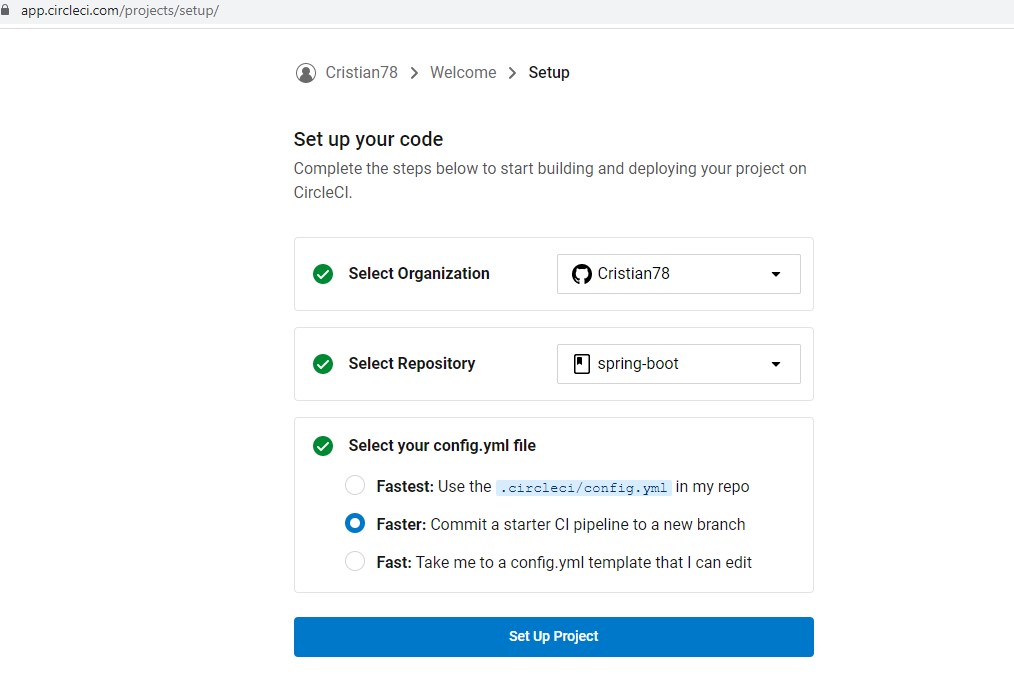 app.circleci.com/projects/setup/
Cristian78 > Welcome > Setup
Set up your code
Complete the steps below to start building and deploying your project on
CircleCI.
Select Organization
Cristian78
Select Repository
spring-boot
Select your config.yml file
Fastest: Use the .circleci/config.yml in my repo
Faster: Commit a starter CI pipeline to a new branch
Fast: Take me to a config.yml template that I can edit
Set Up Project